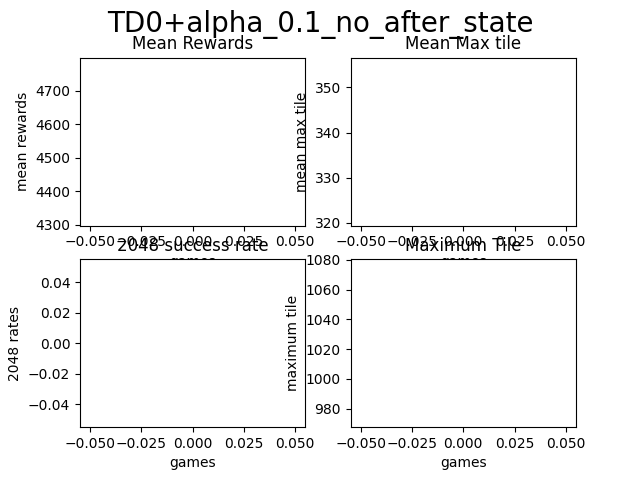 TD0+alpha_0.1_no_after_state
Mean Rewards
mean rewards
4700
4600
4500
4400
4300
−0.050 −0.025 0.000 0.025 0.050
games
Mean Max tile
mean max tile
350
340
330
320
−0.050 −0.025 0.000 0.025 0.050
games
2048 success rate
2048 rates
0.04
0.02
0.00
−0.02
−0.04
−0.050 −0.025 0.000 0.025 0.050
games
Maximum Tile
maximum tile
1080
1060
1040
1020
1000
980
−0.050 −0.025 0.000 0.025 0.050
games